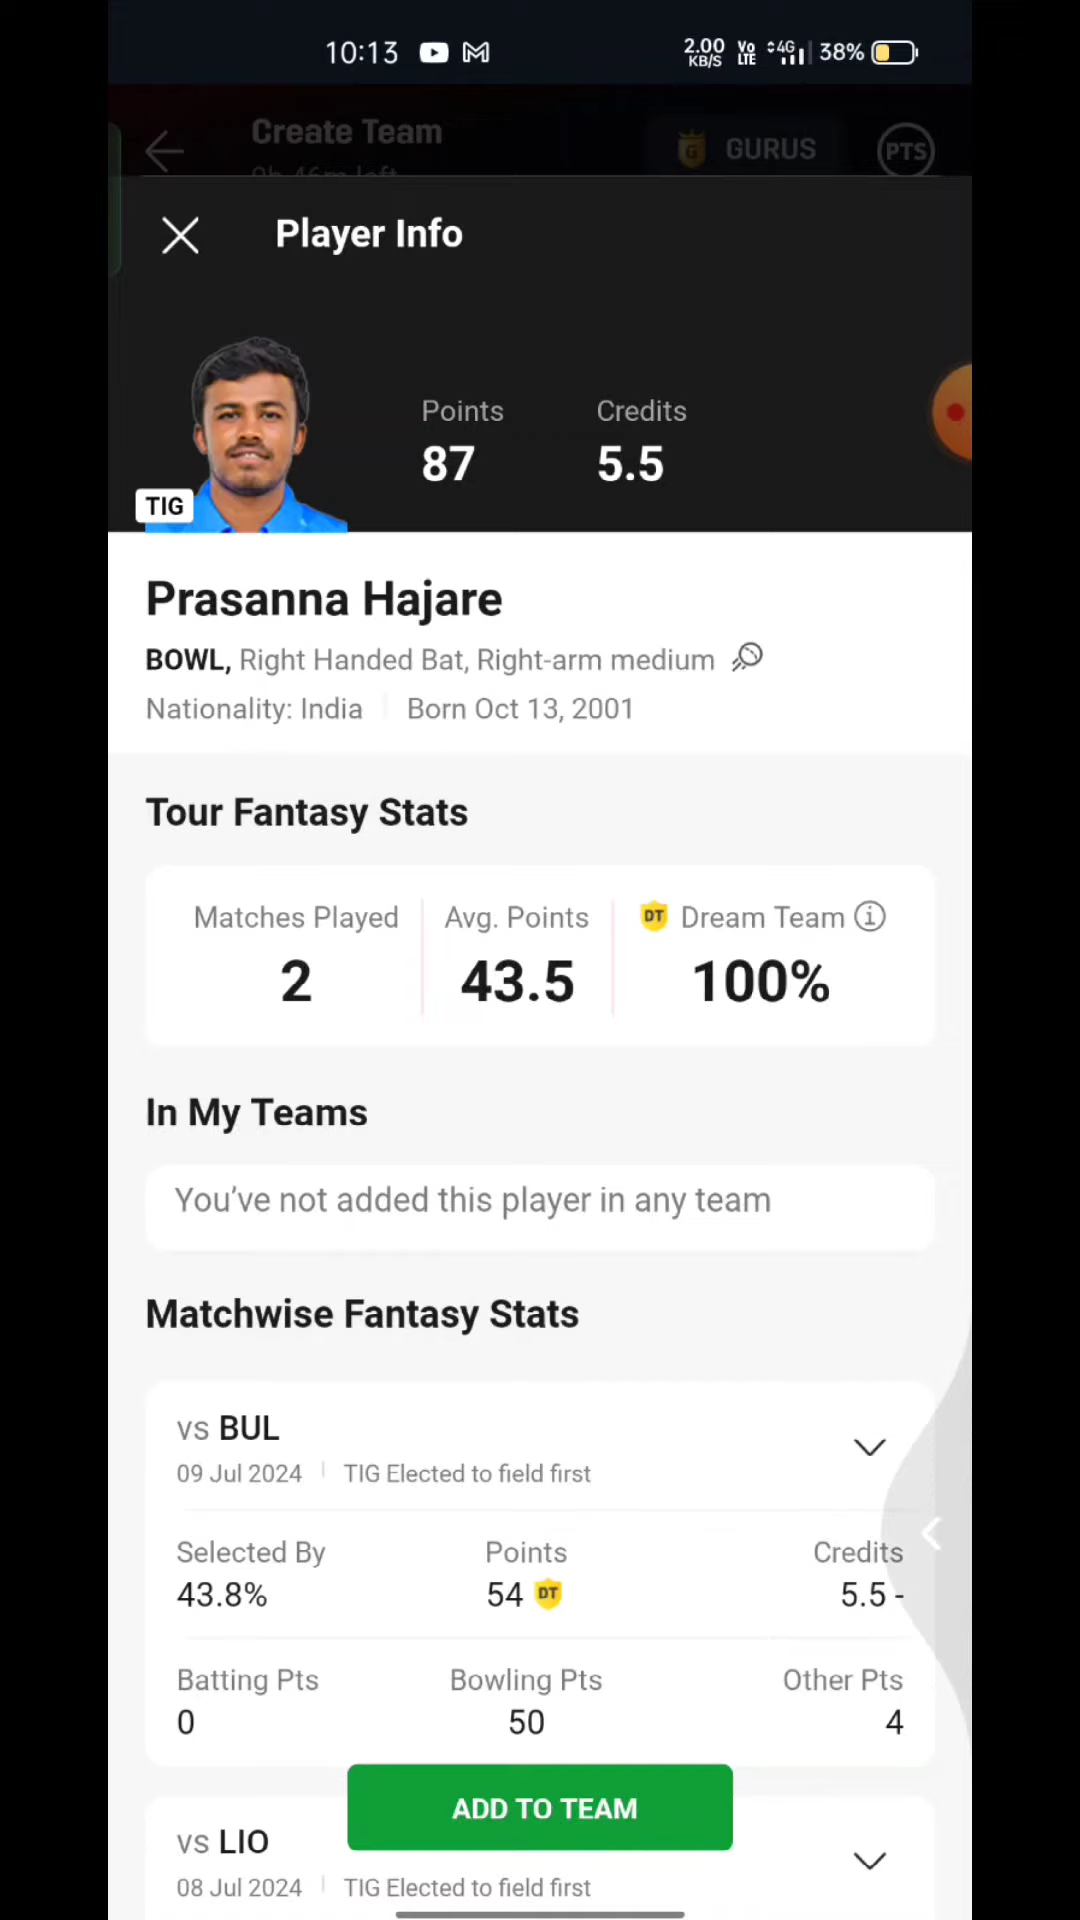 10:13 2.00 KB/S Vo LTE 4G 38%
Create Team
G GURUS PTS
Player Info
Points Credits
87 5.5
TIG
Prasanna Hajare
BOWL, Right Handed Bat, Right-arm medium
Nationality: India Born Oct 13, 2001
Tour Fantasy Stats
Matches Played Avg. Points DT Dream Team
2 43.5 100%
In My Teams
You've not added this player in any team
Matchwise Fantasy Stats
vs BUL
09 Jul 2024 TIG Elected to field first
Selected By Points Credits
43.8% 54 DT 5.5 -
Batting Pts Bowling Pts Other Pts
0 50 4
ADD TO TEAM
vs LIO
08 Jul 2024 TIG Elected to field first